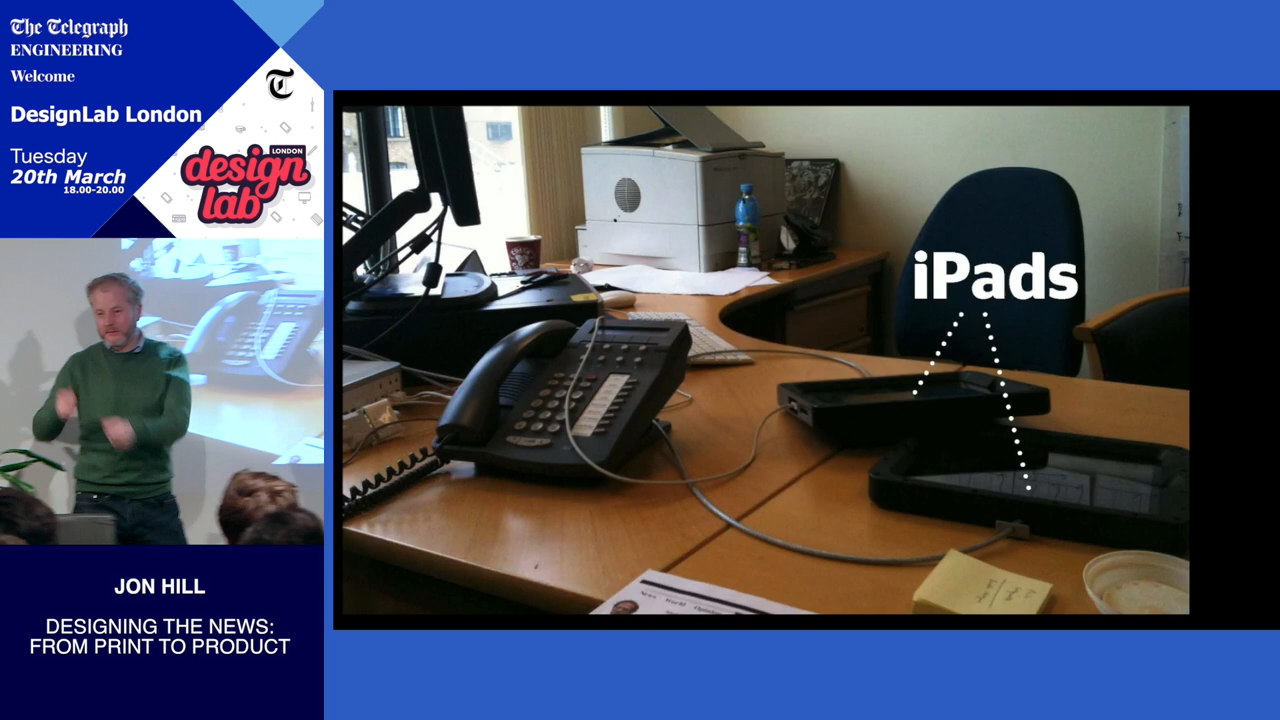 The Telegraph
ENGINEERING
Welcome
DesignLab London
Tuesday
20th March
18.00-20.00
T
LONDON
design
lab
JON HILL
DESIGNING THE NEWS:
FROM PRINT TO PRODUCT
iPads